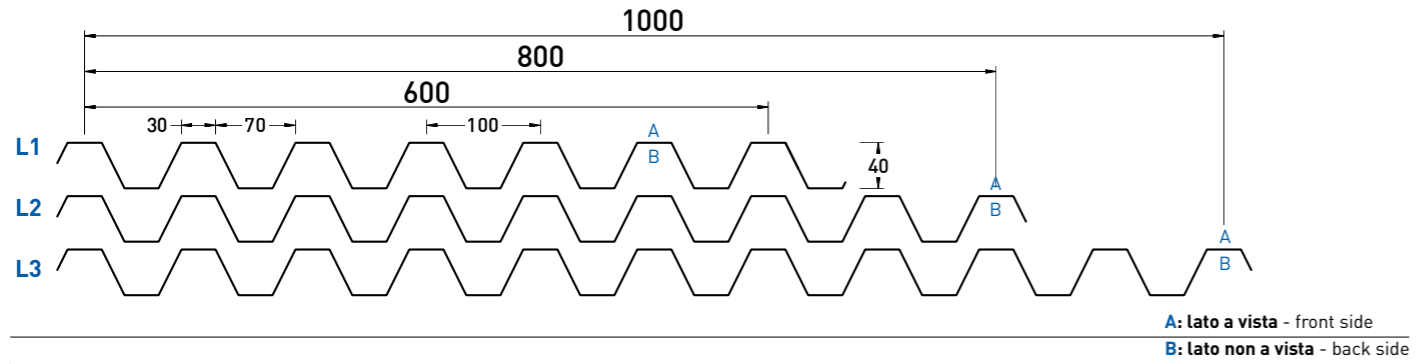 1000
800
600
30 70 100
L1 A
B 40
L2 A
B
L3 A
B
A: lato a vista - front side
B: lato non a vista - back side